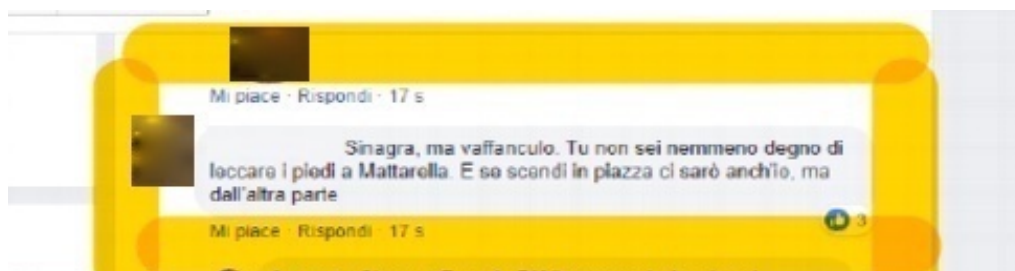 Mi piace · Rispondi · 17 s
Sinagra, ma vaffanculo. Tu non sei nemmeno degno di
leccare i piedi a Mattarella. E se scendi in piazza ci sarò anch'io, ma
dall'altra parte
3
Mi piace · Rispondi · 17 s